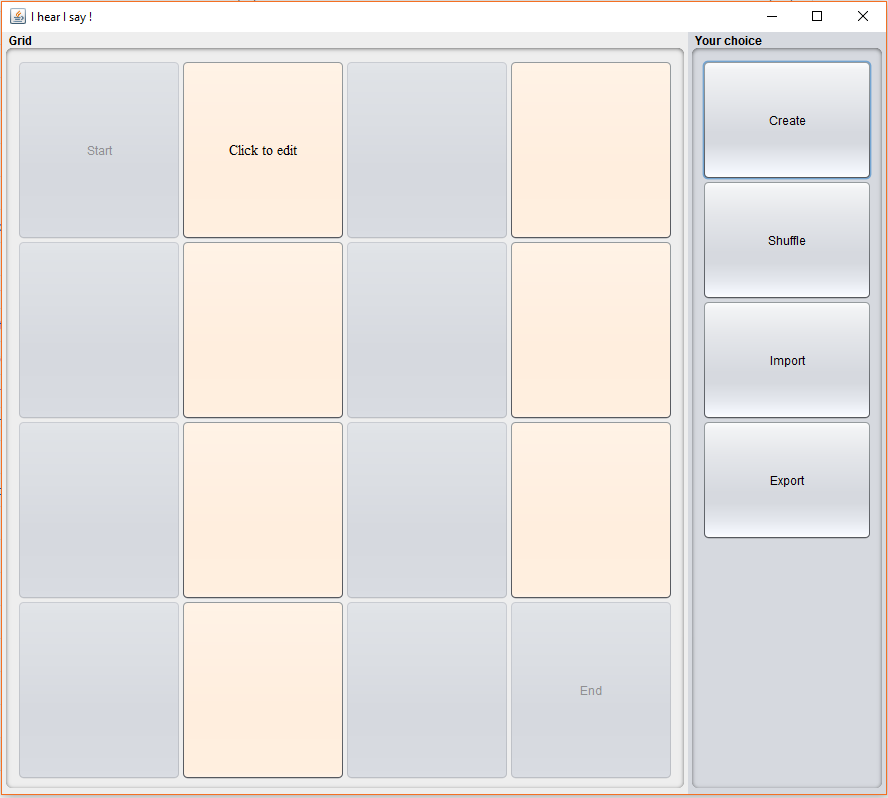 I hear I say !
Grid
Your choice
Start
Click to edit
Create
Shuffle
Import
Export
End